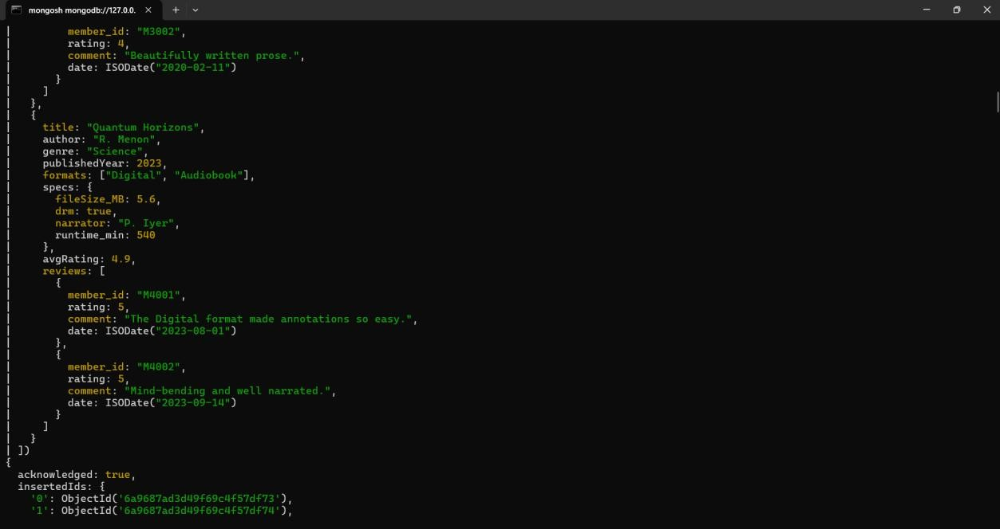 mongosh mongodb://127.0.0.
|         member_id: "M3002",
|         rating: 4,
|         comment: "Beautifully written prose.",
|         date: ISODate("2020-02-11")
|       }
|     ]
|   },
|   {
|     title: "Quantum Horizons",
|     author: "R. Menon",
|     genre: "Science",
|     publishedYear: 2023,
|     formats: ["Digital", "Audiobook"],
|     specs: {
|       fileSize_MB: 5.6,
|       drm: true,
|       narrator: "P. Iyer",
|       runtime_min: 540
|     },
|     avgRating: 4.9,
|     reviews: [
|       {
|         member_id: "M4001",
|         rating: 5,
|         comment: "The Digital format made annotations so easy.",
|         date: ISODate("2023-08-01")
|       },
|       {
|         member_id: "M4002",
|         rating: 5,
|         comment: "Mind-bending and well narrated.",
|         date: ISODate("2023-09-14")
|       }
|     ]
|   }
| ])
{
  acknowledged: true,
  insertedIds: {
    '0': ObjectId('6a9687ad3d49f69c4f57df73'),
    '1': ObjectId('6a9687ad3d49f69c4f57df74'),